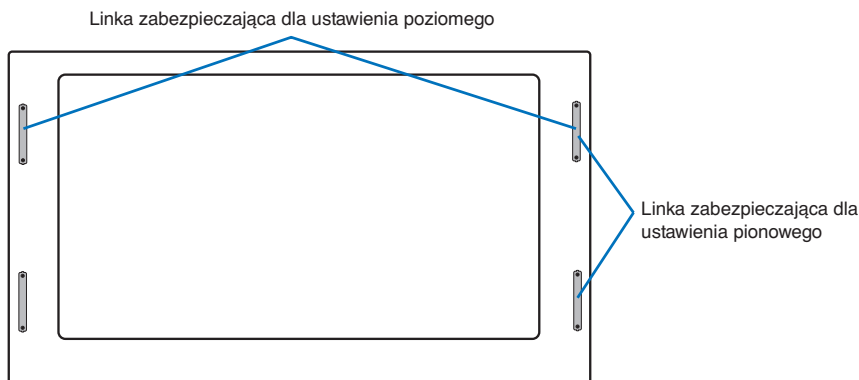 Linka zabezpieczająca dla ustawienia poziomego
Linka zabezpieczająca dla
ustawienia pionowego